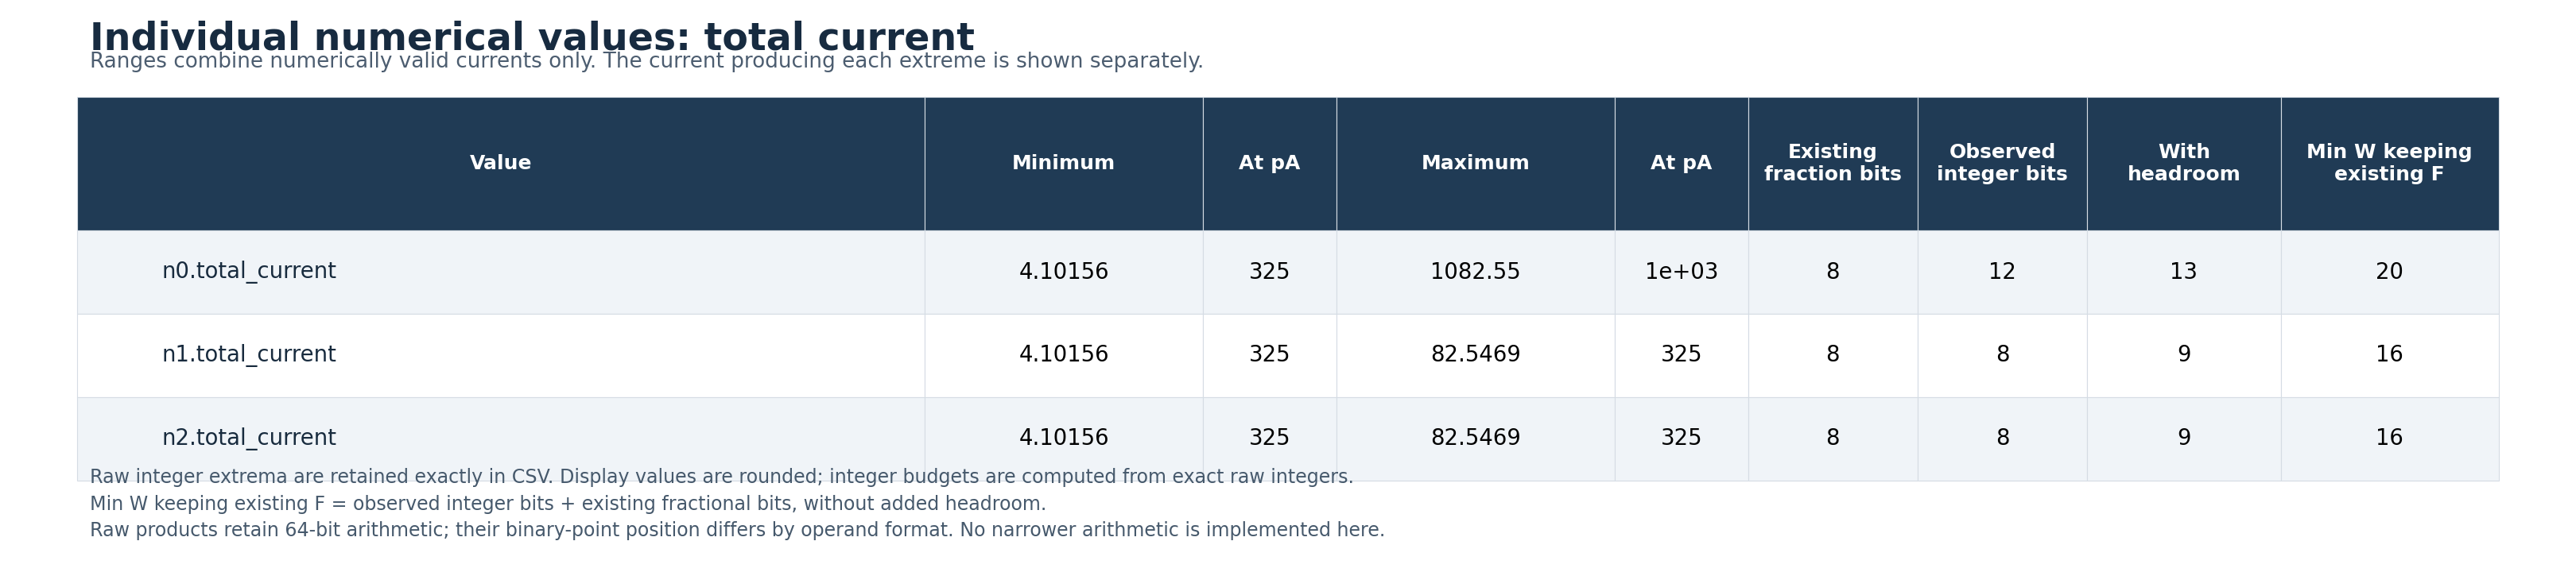 Individual numerical values: total current
Ranges combine numerically valid currents only. The current producing each extreme is shown separately.
Value Minimum At pA Maximum At pA Existing fraction bits Observed integer bits With headroom Min W keeping existing F
n0.total_current 4.10156 325 1082.55 1e+03 8 12 13 20
n1.total_current 4.10156 325 82.5469 325 8 8 9 16
n2.total_current 4.10156 325 82.5469 325 8 8 9 16
Raw integer extrema are retained exactly in CSV. Display values are rounded; integer budgets are computed from exact raw integers.
Min W keeping existing F = observed integer bits + existing fractional bits, without added headroom.
Raw products retain 64-bit arithmetic; their binary-point position differs by operand format. No narrower arithmetic is implemented here.